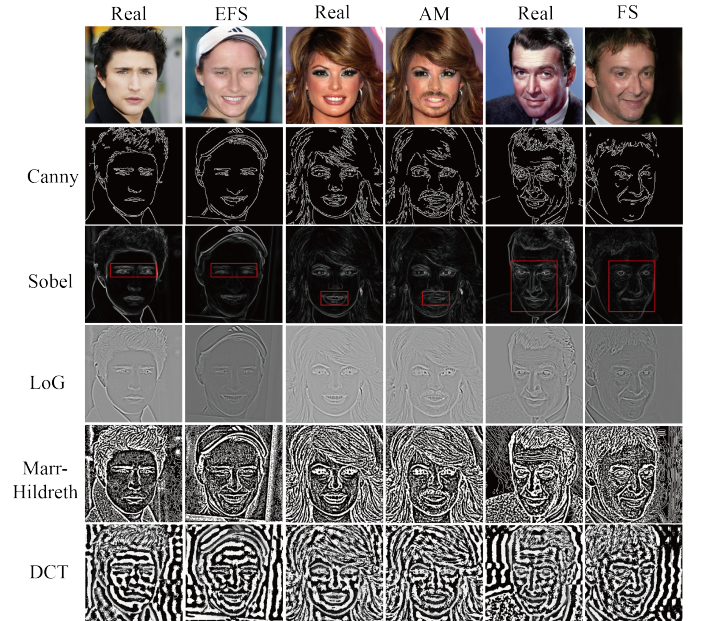 Real EFS Real AM Real FS
Canny
Sobel
LoG
Marr-
Hildreth
DCT